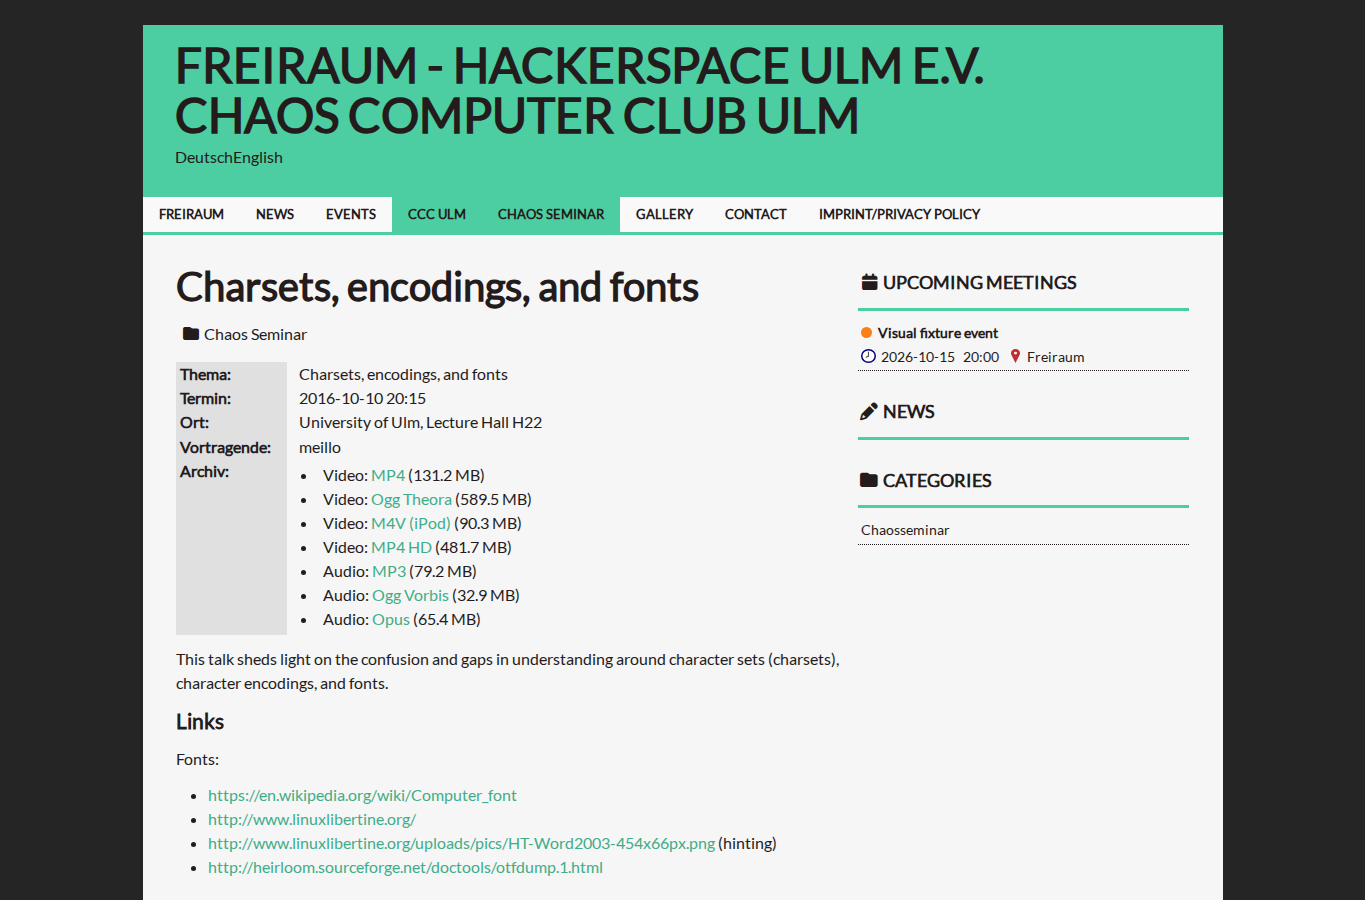 FREIRAUM - HACKERSPACE ULM E.V.
CHAOS COMPUTER CLUB ULM
DeutschEnglish
FREIRAUM NEWS EVENTS CCC ULM CHAOS SEMINAR GALLERY CONTACT IMPRINT/PRIVACY POLICY
Charsets, encodings, and fonts
Chaos Seminar
Thema: Charsets, encodings, and fonts
Termin: 2016-10-10 20:15
Ort: University of Ulm, Lecture Hall H22
Vortragende: meillo
Archiv:
• Video: MP4 (131.2 MB)
• Video: Ogg Theora (589.5 MB)
• Video: M4V (iPod) (90.3 MB)
• Video: MP4 HD (481.7 MB)
• Audio: MP3 (79.2 MB)
• Audio: Ogg Vorbis (32.9 MB)
• Audio: Opus (65.4 MB)
This talk sheds light on the confusion and gaps in understanding around character sets (charsets),
character encodings, and fonts.
Links
Fonts:
• https://en.wikipedia.org/wiki/Computer_font
• http://www.linuxlibertine.org/
• http://www.linuxlibertine.org/uploads/pics/HT-Word2003-454x66px.png (hinting)
• http://heirloom.sourceforge.net/doctools/otfdump.1.html
UPCOMING MEETINGS
Visual fixture event
2026-10-15 20:00 Freiraum
NEWS
CATEGORIES
Chaosseminar